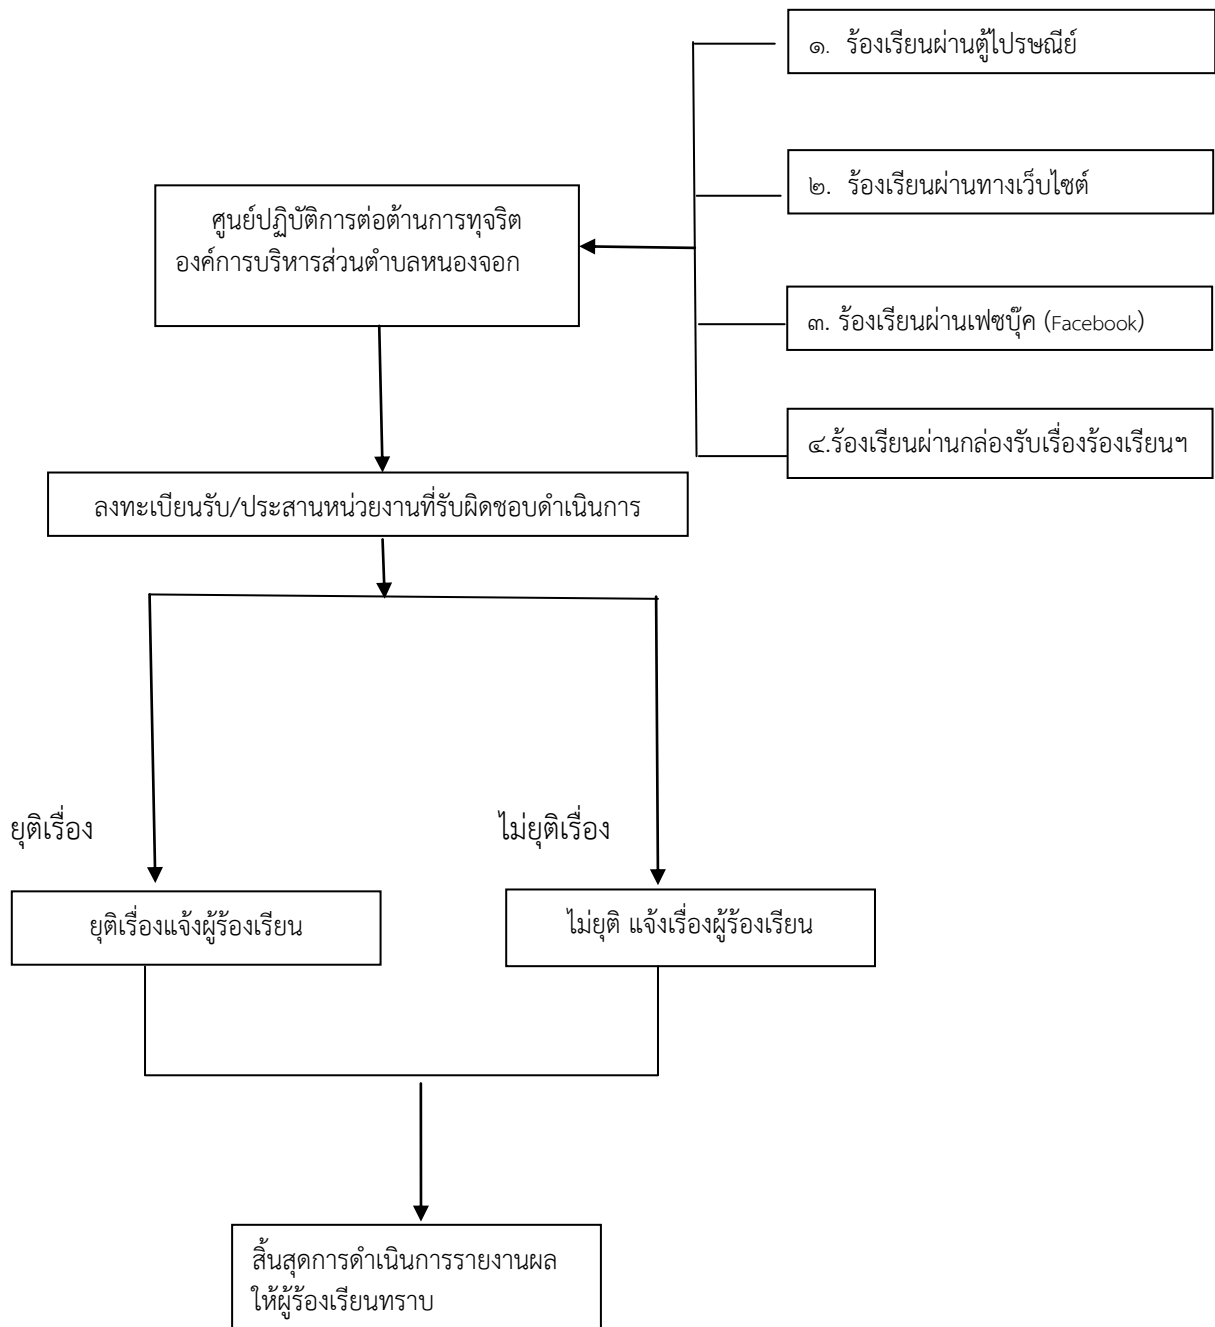 ๑. ร้องเรียนผ่านตู้ไปรษณีย์
๒. ร้องเรียนผ่านทางเว็บไซต์
ศูนย์ปฏิบัติการต่อต้านการทุจริต
องค์การบริหารส่วนตำบลหนองจอก
๓. ร้องเรียนผ่านเฟซบุ๊ค (Facebook)
๔.ร้องเรียนผ่านกล่องรับเรื่องร้องเรียนฯ
ลงทะเบียนรับ/ประสานหน่วยงานที่รับผิดชอบดำเนินการ
ยุติเรื่อง
ไม่ยุติเรื่อง
ยุติเรื่องแจ้งผู้ร้องเรียน
ไม่ยุติ แจ้งเรื่องผู้ร้องเรียน
สิ้นสุดการดำเนินการรายงานผล
ให้ผู้ร้องเรียนทราบ